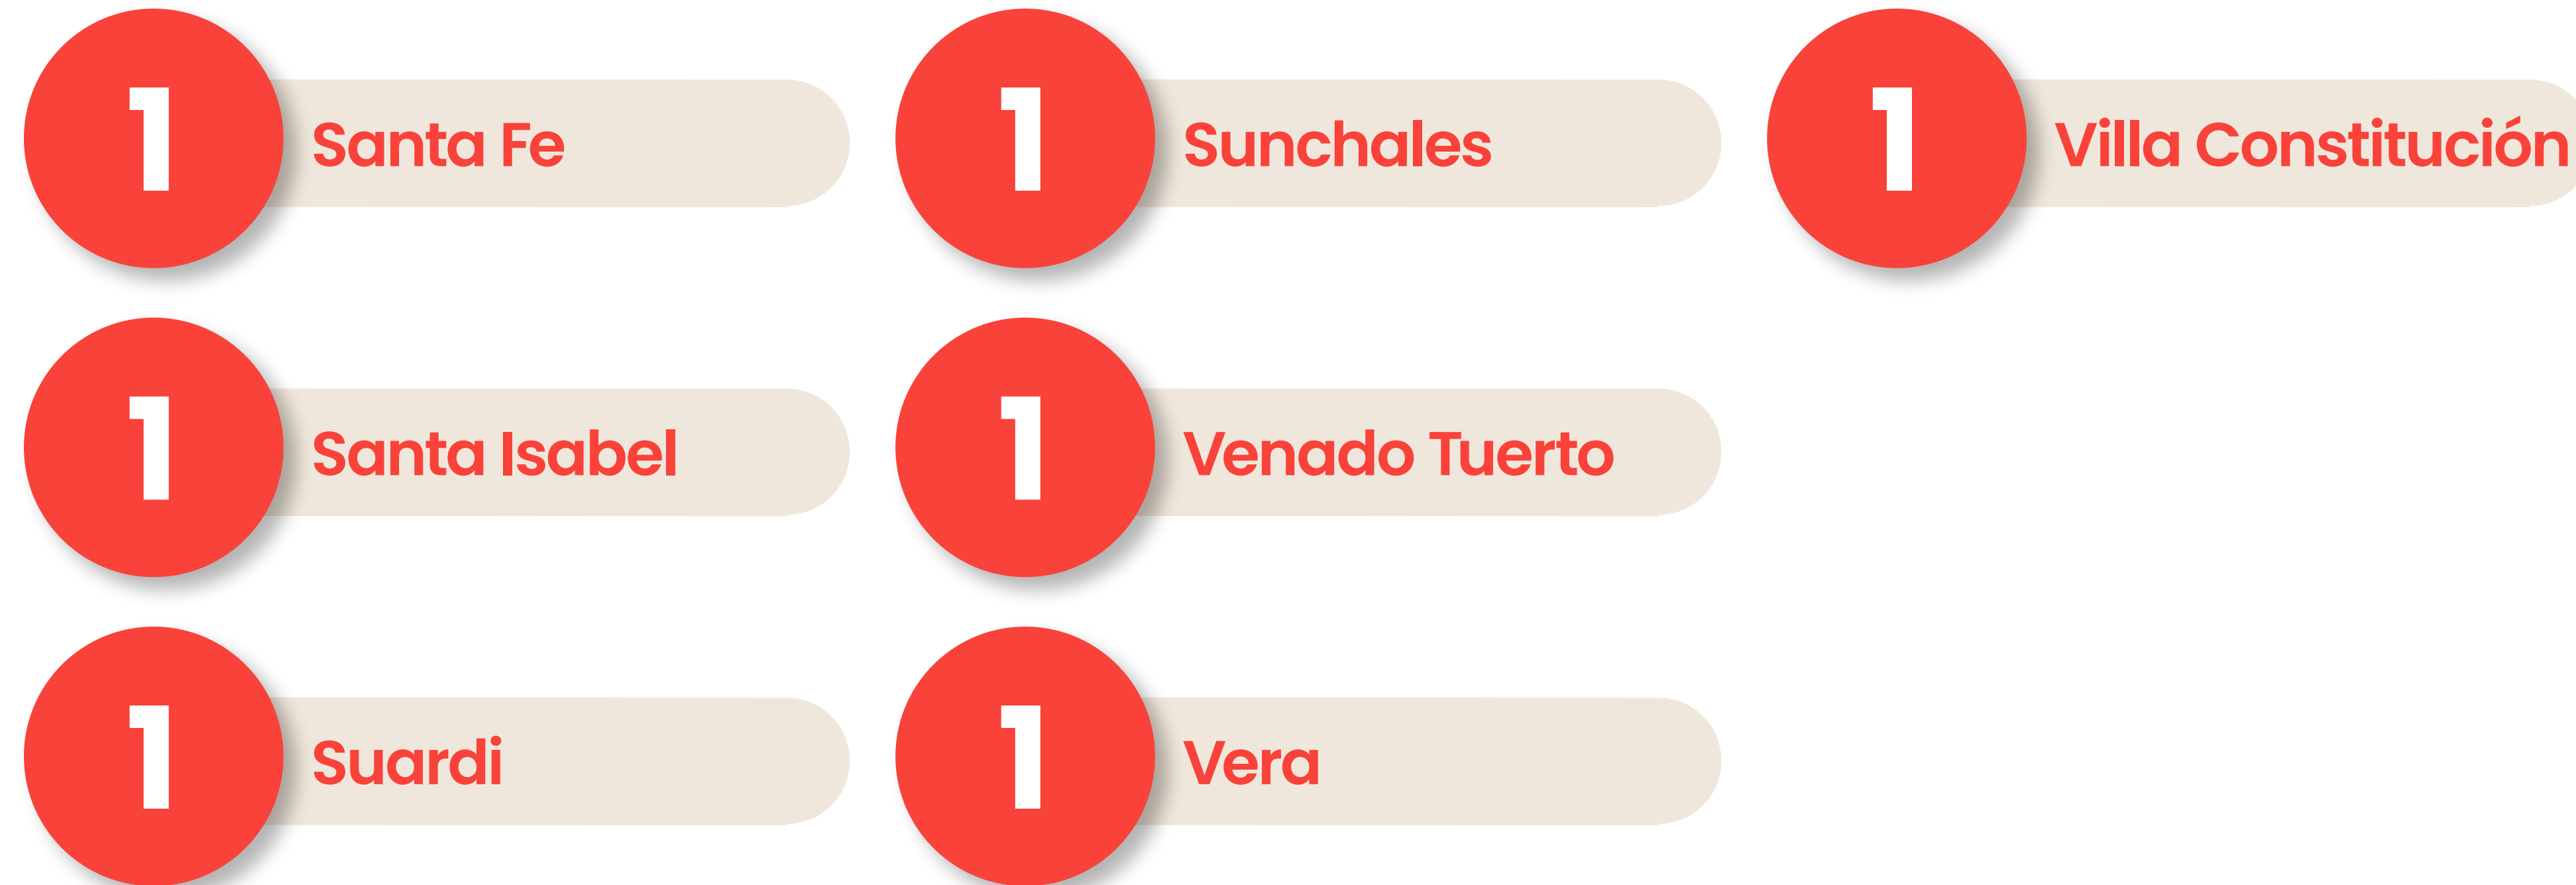 1 Santa Fe
1 Santa Isabel
1 Suardi
1 Sunchales
1 Venado Tuerto
1 Vera
1 Villa Constitución